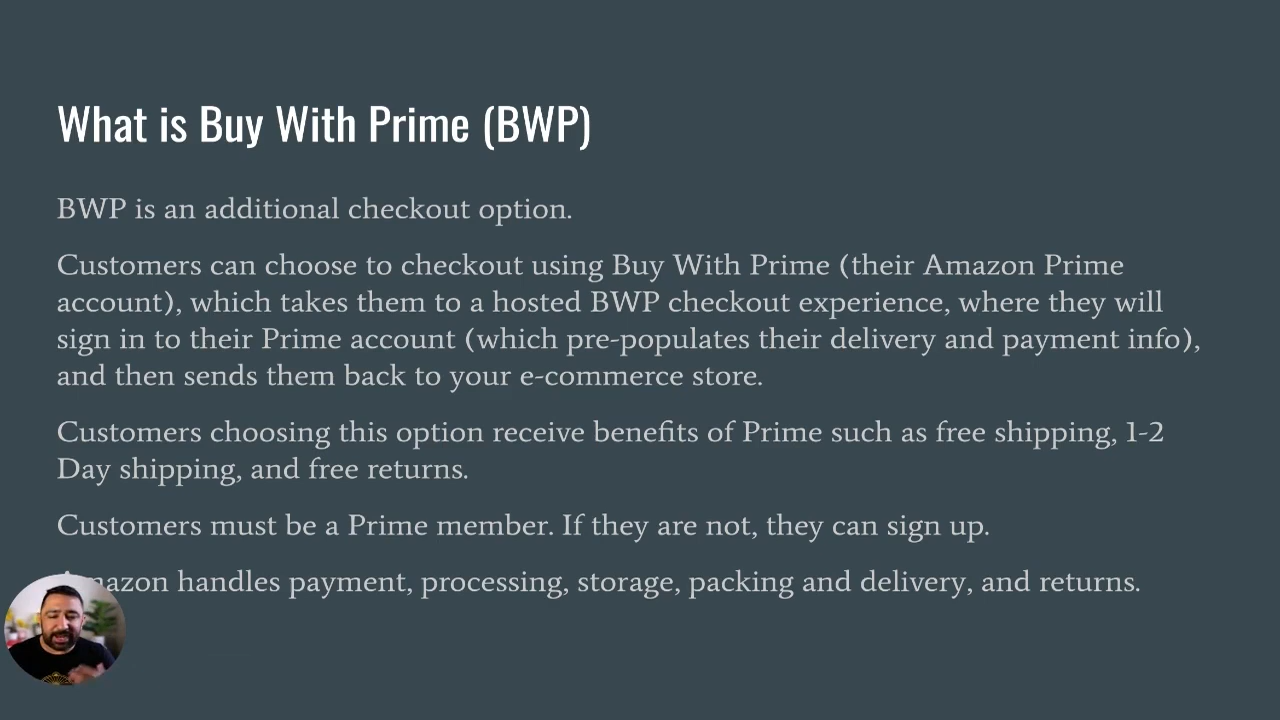 What is Buy With Prime (BWP)
BWP is an additional checkout option.
Customers can choose to checkout using Buy With Prime (their Amazon Prime
account), which takes them to a hosted BWP checkout experience, where they will
sign in to their Prime account (which pre-populates their delivery and payment info),
and then sends them back to your e-commerce store.
Customers choosing this option receive benefits of Prime such as free shipping, 1-2
Day shipping, and free returns.
Customers must be a Prime member. If they are not, they can sign up.
Amazon handles payment, processing, storage, packing and delivery, and returns.